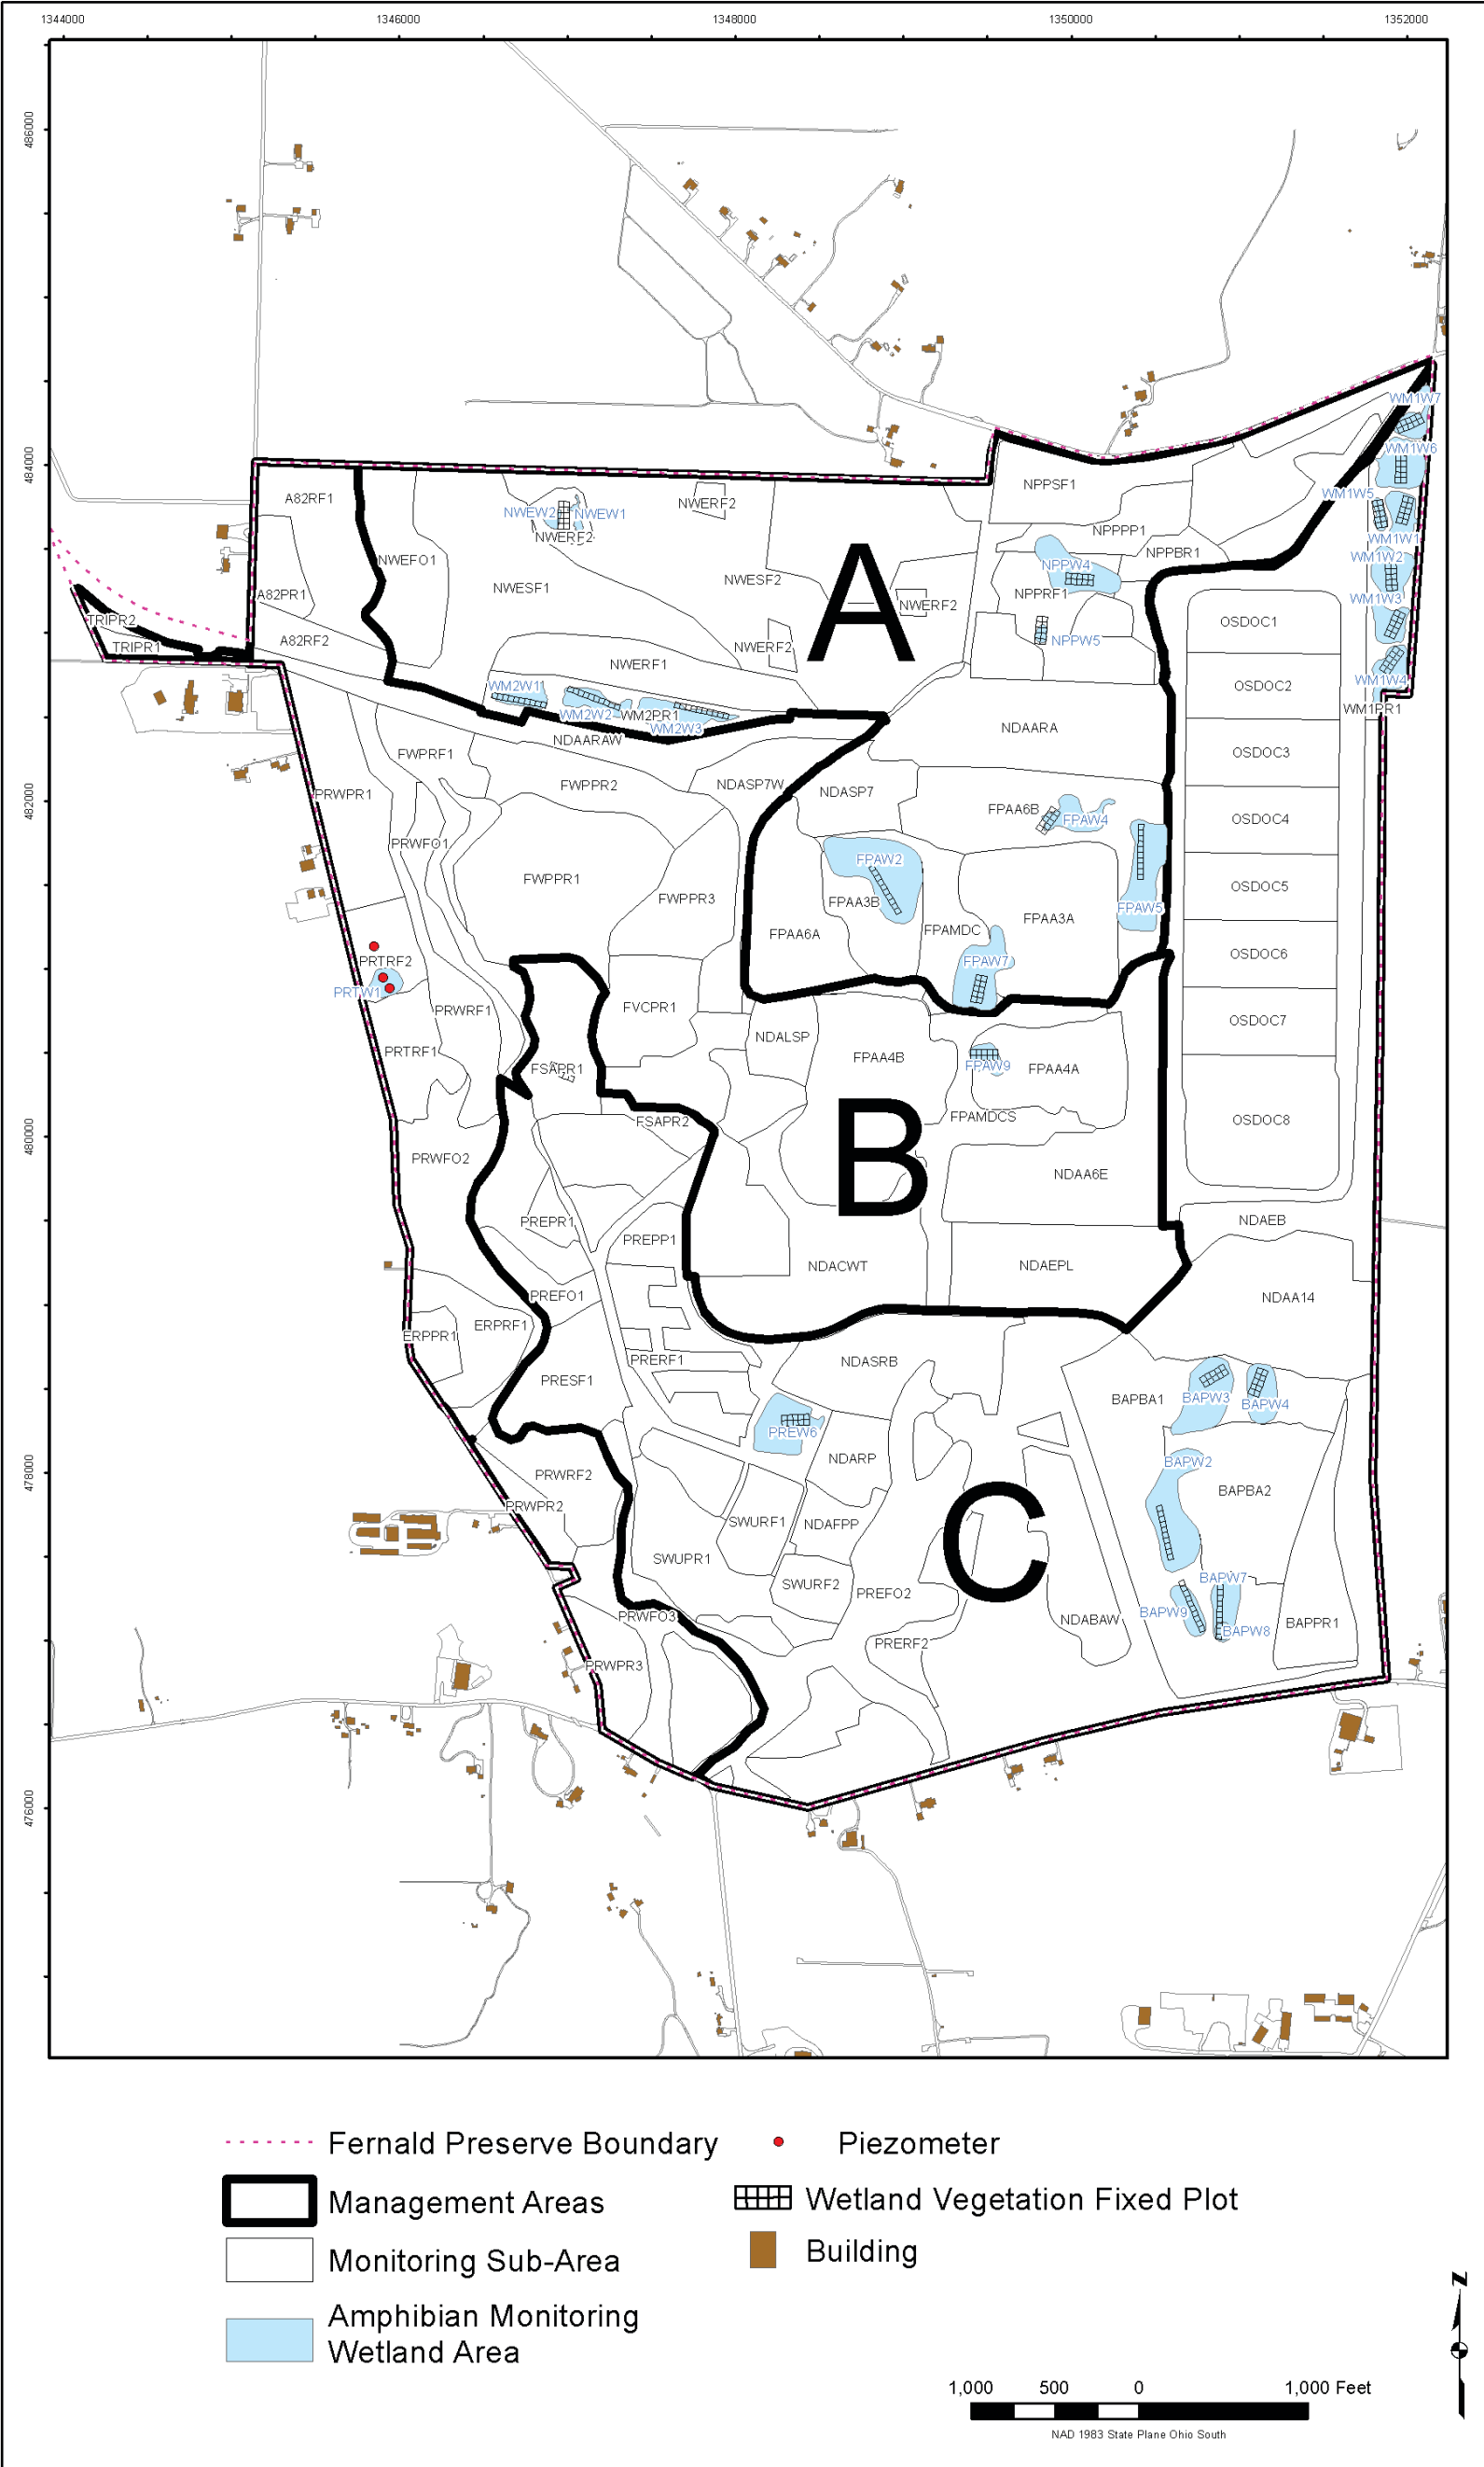 1344000
1346000
1348000
1350000
1352000
486000
484000
482000
480000
478000
476000
WM1W7
WM1W6
WM1W5
WM1W1
WM1W2
WM1W3
WM1W4
WM1PR1
A82RF1
NWEFO1
A82PR1
A82RF2
TRIPR2
TRIPR1
NWEW2
NWEW1
NWERF2
NWERF2
NWESF1
NWESF2
NWERF2
NWERF2
NWERF1
A
NPPSF1
NPPPP1
NPPBR1
NPPW4
NPPRF1
NPPW5
WM2W11
WM2W2
WM2PR1
WM2W3
NDAARAW
NDAARA
OSDOC1
OSDOC2
OSDOC3
OSDOC4
OSDOC5
OSDOC6
OSDOC7
OSDOC8
FWPRF1
FWPPR2
NDASP7W
NDASP7
FPAA6B
FPAW4
PRWPR1
PRWFO1
FWPPR1
FWPPR3
FPAW2
FPAA3B
FPAA6A
FPAMDC
FPAA3A
FPAW5
FPAW7
PRTRF2
PRTW1
PRWRF1
PRTRF1
FVCPR1
FSAPR1
FSAPR2
NDALSP
FPAA4B
FPAW9
FPAA4A
FPAMDCS
B
NDAA6E
PRWFO2
PREPR1
PREPP1
NDACWT
NDAEPL
NDAEB
NDAA14
PREFO1
ERPRF1
ERPPR1
PRERF1
PRESF1
NDASRB
BAPBA1
BAPW3
BAPW4
PREW6
NDARP
BAPW2
BAPBA2
PRWRF2
PRWPR2
SWURF1
NDAFPP
C
SWUPR1
SWURF2
PREFO2
BAPW7
BAPW9
BAPW8
BAPPR1
NDABAW
PRWFO3
PRERF2
PRWPR3
Fernald Preserve Boundary
Piezometer
Management Areas
Wetland Vegetation Fixed Plot
Monitoring Sub-Area
Building
Amphibian Monitoring
Wetland Area
N
1,000 500 0 1,000 Feet
NAD 1983 State Plane Ohio South